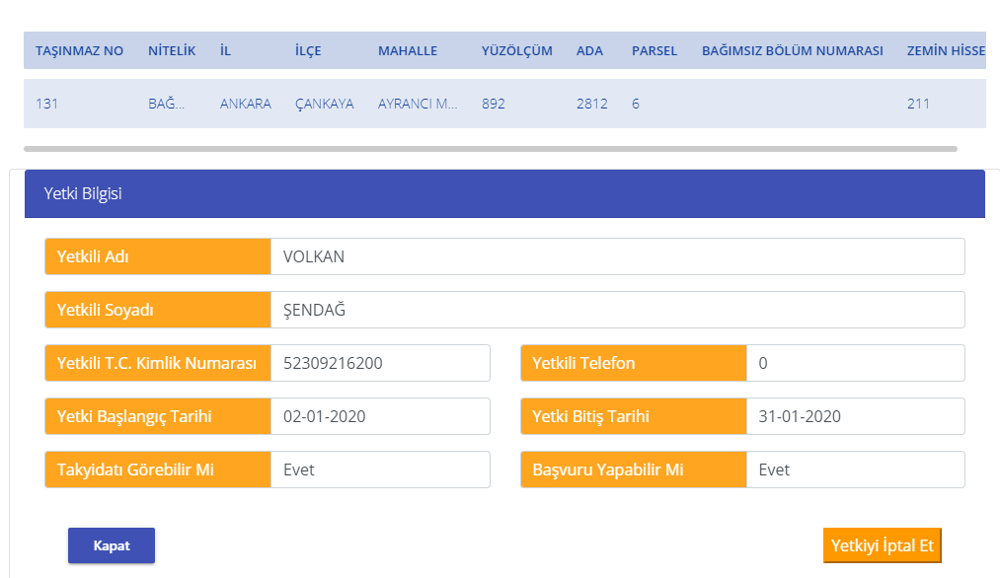 TAŞINMAZ NO NİTELİK İL İLÇE MAHALLE YÜZÖLÇÜM ADA PARSEL BAĞIMSIZ BÖLÜM NUMARASI ZEMİN HİSSE
131 BAĞ... ANKARA ÇANKAYA AYRANCI M... 892 2812 6 211
Yetki Bilgisi
Yetkili Adı VOLKAN
Yetkili Soyadı ŞENDAĞ
Yetkili T.C. Kimlik Numarası 52309216200 Yetkili Telefon 0
Yetki Başlangıç Tarihi 02-01-2020 Yetki Bitiş Tarihi 31-01-2020
Takyidatı Görebilir Mi Evet Başvuru Yapabilir Mi Evet
Kapat Yetkiyi İptal Et